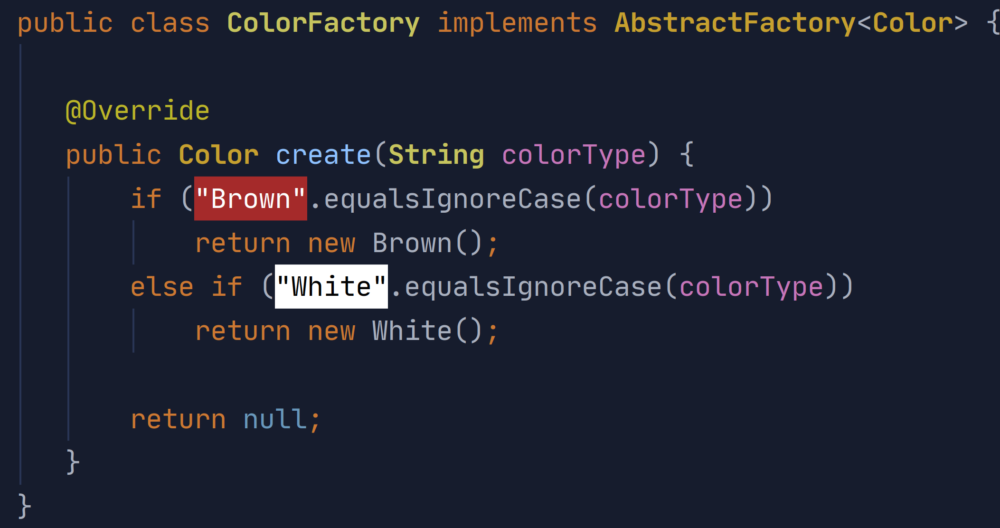 public class ColorFactory implements AbstractFactory<Color> {
@Override
public Color create(String colorType) {
if ("Brown".equalsIgnoreCase(colorType))
return new Brown();
else if ("White".equalsIgnoreCase(colorType))
return new White();
return null;
}
}